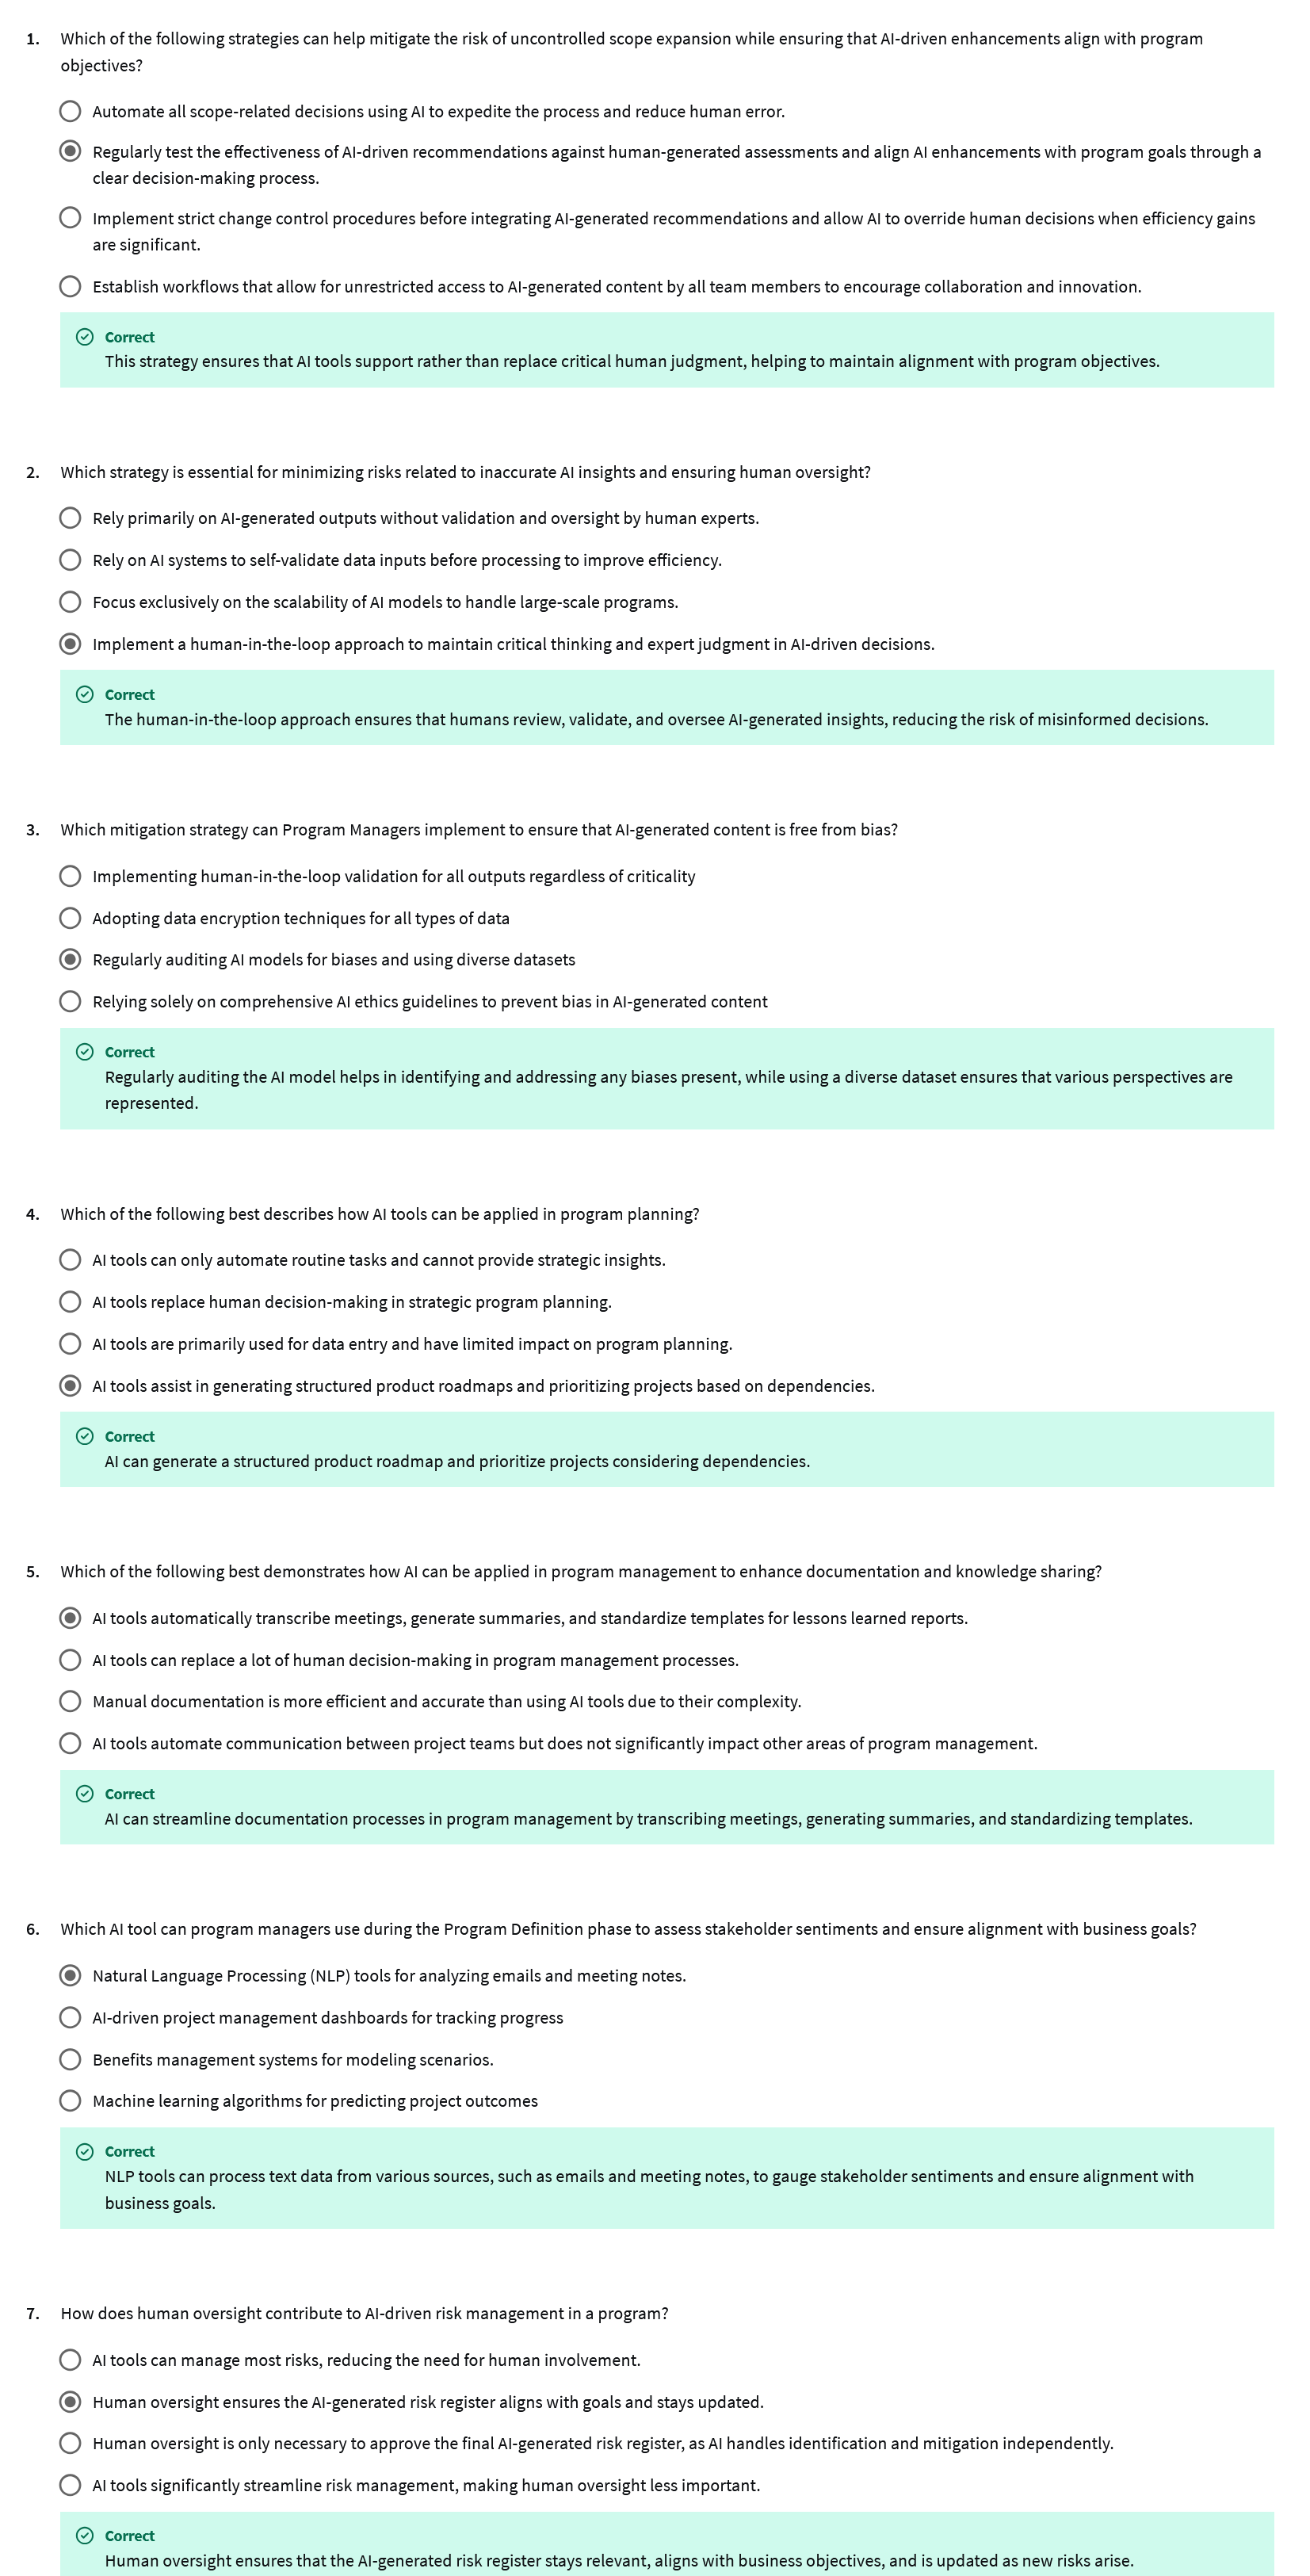 1. Which of the following strategies can help mitigate the risk of uncontrolled scope expansion while ensuring that AI-driven enhancements align with program
objectives?
Automate all scope-related decisions using AI to expedite the process and reduce human error.
Regularly test the effectiveness of AI-driven recommendations against human-generated assessments and align AI enhancements with program goals through a
clear decision-making process.
Implement strict change control procedures before integrating AI-generated recommendations and allow AI to override human decisions when efficiency gains
are significant.
Establish workflows that allow for unrestricted access to AI-generated content by all team members to encourage collaboration and innovation.
Correct
This strategy ensures that AI tools support rather than replace critical human judgment, helping to maintain alignment with program objectives.
2. Which strategy is essential for minimizing risks related to inaccurate AI insights and ensuring human oversight?
Rely primarily on AI-generated outputs without validation and oversight by human experts.
Rely on AI systems to self-validate data inputs before processing to improve efficiency.
Focus exclusively on the scalability of AI models to handle large-scale programs.
Implement a human-in-the-loop approach to maintain critical thinking and expert judgment in AI-driven decisions.
Correct
The human-in-the-loop approach ensures that humans review, validate, and oversee AI-generated insights, reducing the risk of misinformed decisions.
3. Which mitigation strategy can Program Managers implement to ensure that AI-generated content is free from bias?
Implementing human-in-the-loop validation for all outputs regardless of criticality
Adopting data encryption techniques for all types of data
Regularly auditing AI models for biases and using diverse datasets
Relying solely on comprehensive AI ethics guidelines to prevent bias in AI-generated content
Correct
Regularly auditing the AI model helps in identifying and addressing any biases present, while using a diverse dataset ensures that various perspectives are
represented.
4. Which of the following best describes how AI tools can be applied in program planning?
AI tools can only automate routine tasks and cannot provide strategic insights.
AI tools replace human decision-making in strategic program planning.
AI tools are primarily used for data entry and have limited impact on program planning.
AI tools assist in generating structured product roadmaps and prioritizing projects based on dependencies.
Correct
AI can generate a structured product roadmap and prioritize projects considering dependencies.
5. Which of the following best demonstrates how AI can be applied in program management to enhance documentation and knowledge sharing?
AI tools automatically transcribe meetings, generate summaries, and standardize templates for lessons learned reports.
AI tools can replace a lot of human decision-making in program management processes.
Manual documentation is more efficient and accurate than using AI tools due to their complexity.
AI tools automate communication between project teams but does not significantly impact other areas of program management.
Correct
AI can streamline documentation processes in program management by transcribing meetings, generating summaries, and standardizing templates.
6. Which AI tool can program managers use during the Program Definition phase to assess stakeholder sentiments and ensure alignment with business goals?
Natural Language Processing (NLP) tools for analyzing emails and meeting notes.
AI-driven project management dashboards for tracking progress
Benefits management systems for modeling scenarios.
Machine learning algorithms for predicting project outcomes
Correct
NLP tools can process text data from various sources, such as emails and meeting notes, to gauge stakeholder sentiments and ensure alignment with
business goals.
7. How does human oversight contribute to AI-driven risk management in a program?
AI tools can manage most risks, reducing the need for human involvement.
Human oversight ensures the AI-generated risk register aligns with goals and stays updated.
Human oversight is only necessary to approve the final AI-generated risk register, as AI handles identification and mitigation independently.
AI tools significantly streamline risk management, making human oversight less important.
Correct
Human oversight ensures that the AI-generated risk register stays relevant, aligns with business objectives, and is updated as new risks arise.